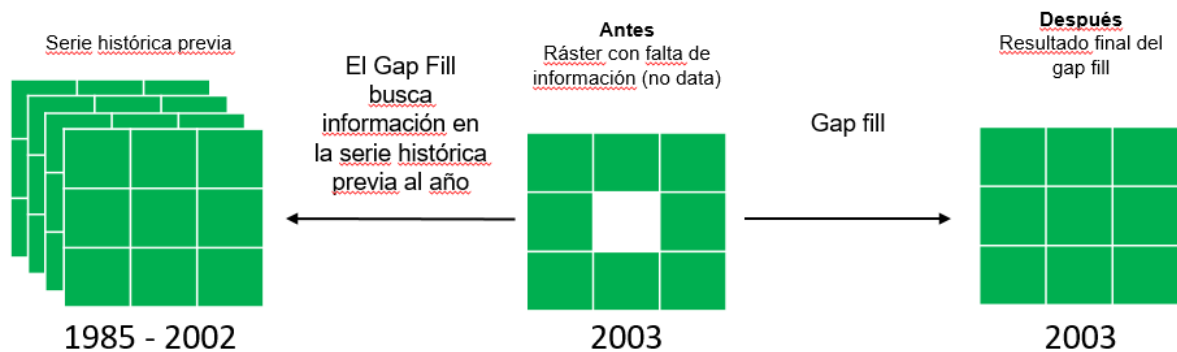 Serie histórica previa
1985 - 2002
El Gap Fill
busca
información en
la serie histórica
previa al año
Antes
Ráster con falta de
información (no data)
2003
Gap fill
Después
Resultado final del
gap fill
2003